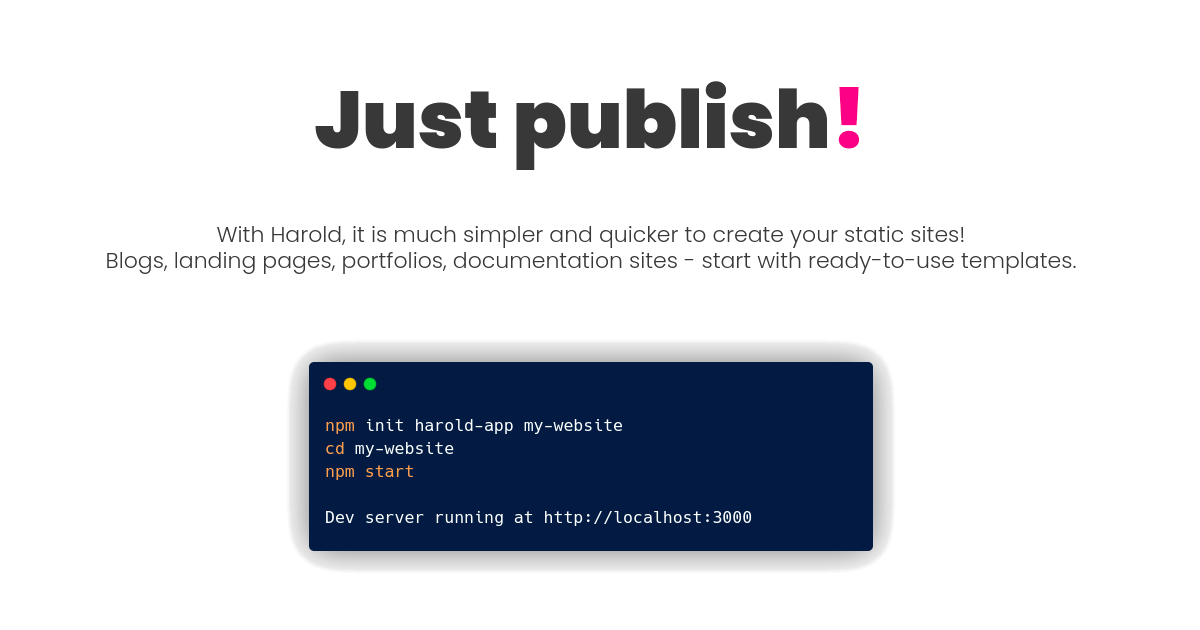 Just publish!
With Harold, it is much simpler and quicker to create your static sites!
Blogs, landing pages, portfolios, documentation sites - start with ready-to-use templates.
npm init harold-app my-website
cd my-website
npm start
Dev server running at http://localhost:3000